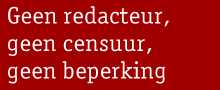 Geen redacteur,
geen censuur,
geen beperking